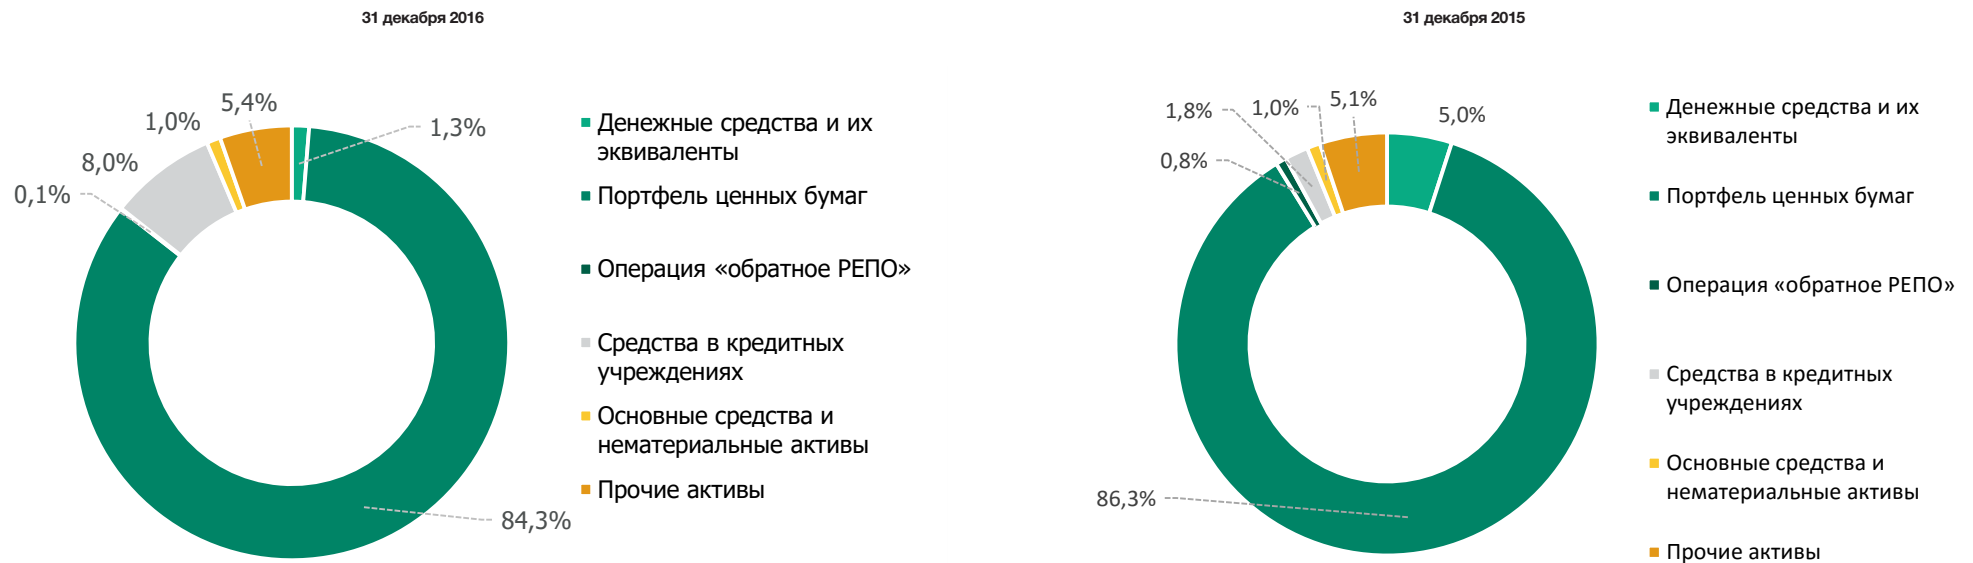 31 декабря 2016
5,4%
1,0%
1,3%
8,0%
0,1%
84,3%
Денежные средства и их
эквиваленты
Портфель ценных бумаг
Операция «обратное РЕПО»
Средства в кредитных
учреждениях
Основные средства и
нематериальные активы
Прочие активы
31 декабря 2015
1,8%
1,0%
5,1%
5,0%
0,8%
86,3%
Денежные средства и их
эквиваленты
Портфель ценных бумаг
Операция «обратное РЕПО»
Средства в кредитных
учреждениях
Основные средства и
нематериальные активы
Прочие активы